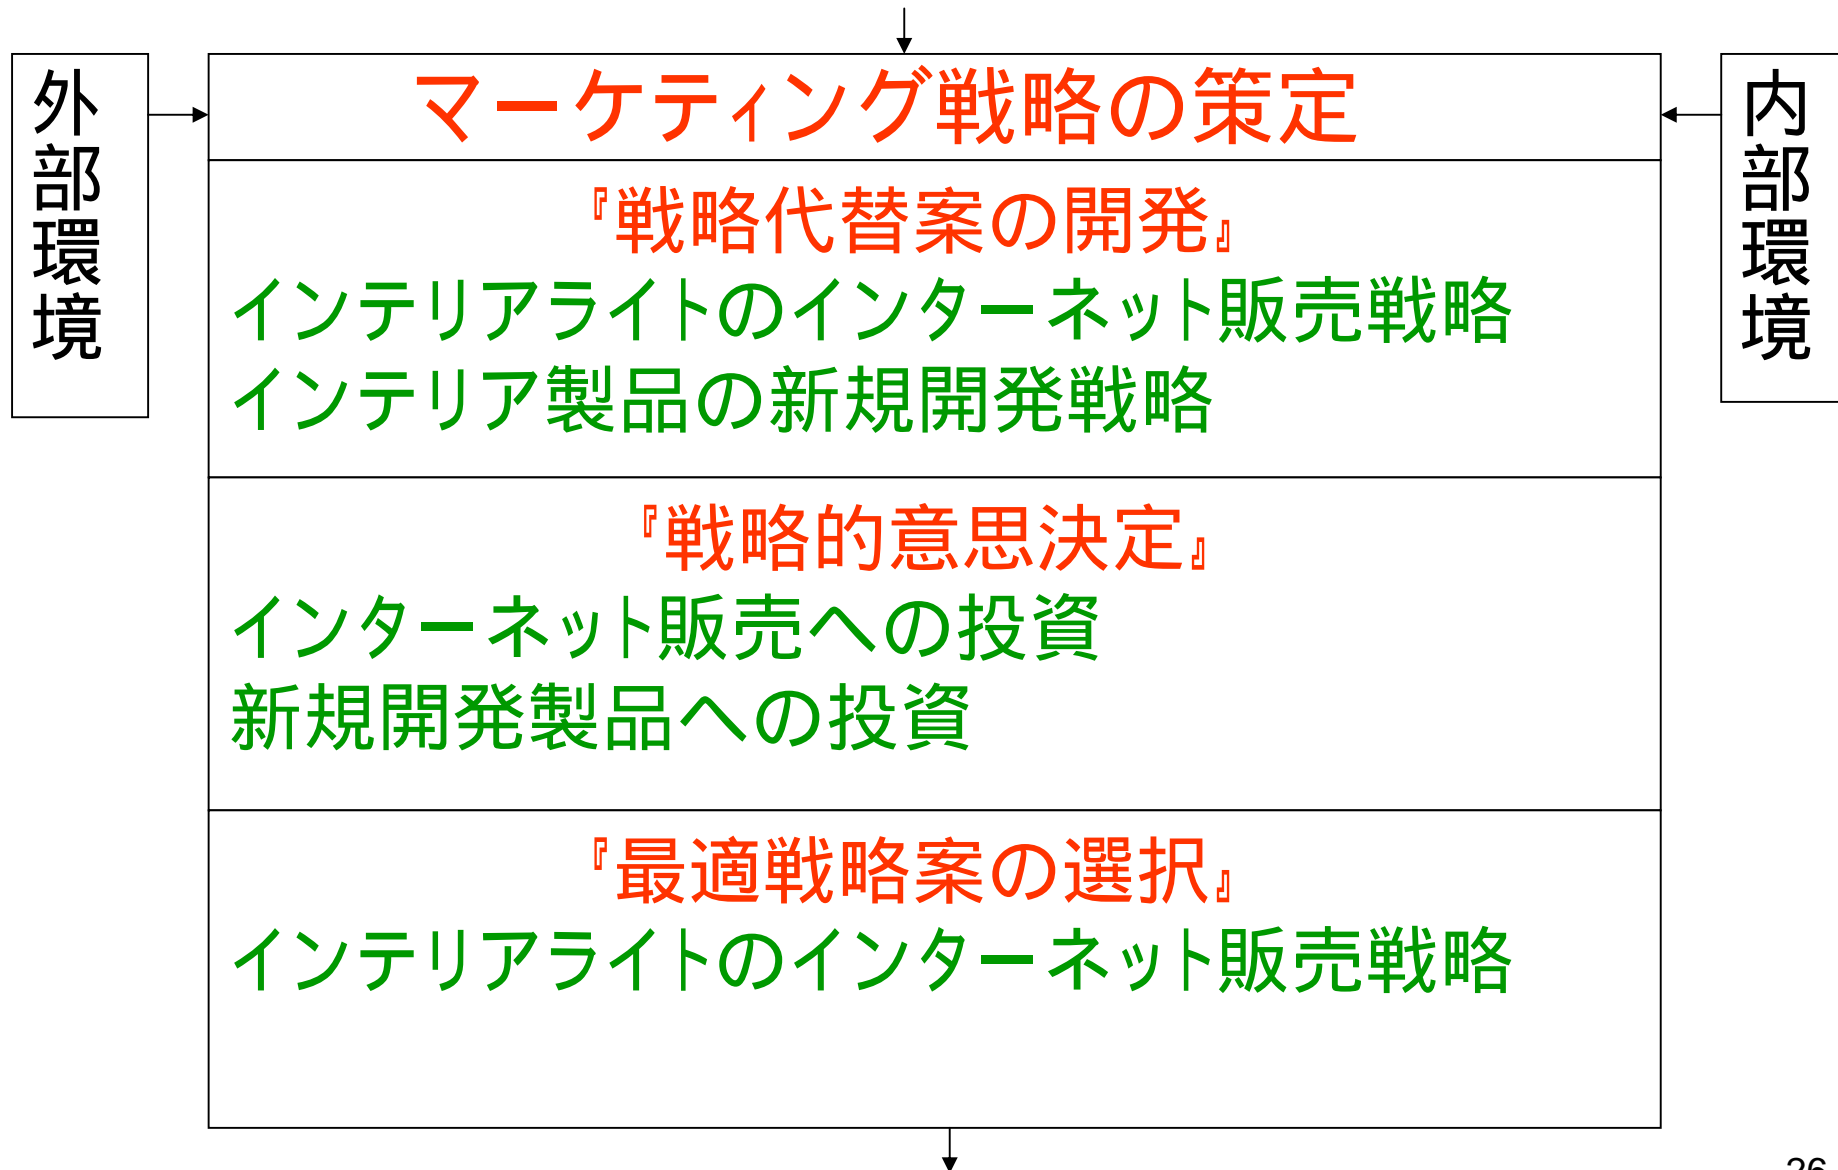 外部環境
マーケティング戦略の策定
内部環境
『戦略代替案の開発』
インテリアライトのインターネット販売戦略
インテリア製品の新規開発戦略
『戦略的意思決定』
インターネット販売への投資
新規開発製品への投資
『最適戦略案の選択』
インテリアライトのインターネット販売戦略
26